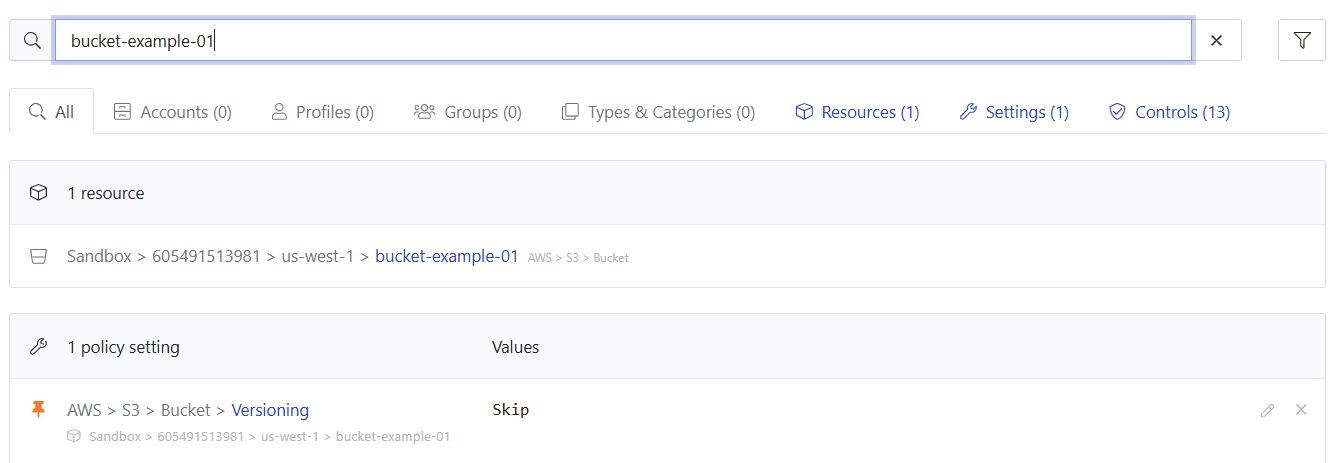 bucket-example-01
All Accounts (0) Profiles (0) Groups (0) Types & Categories (0) Resources (1) Settings (1) Controls (13)
1 resource
Sandbox > 605491513981 > us-west-1 > bucket-example-01 AWS > S3 > Bucket
1 policy setting Values
AWS > S3 > Bucket > Versioning Skip
Sandbox > 605491513981 > us-west-1 > bucket-example-01